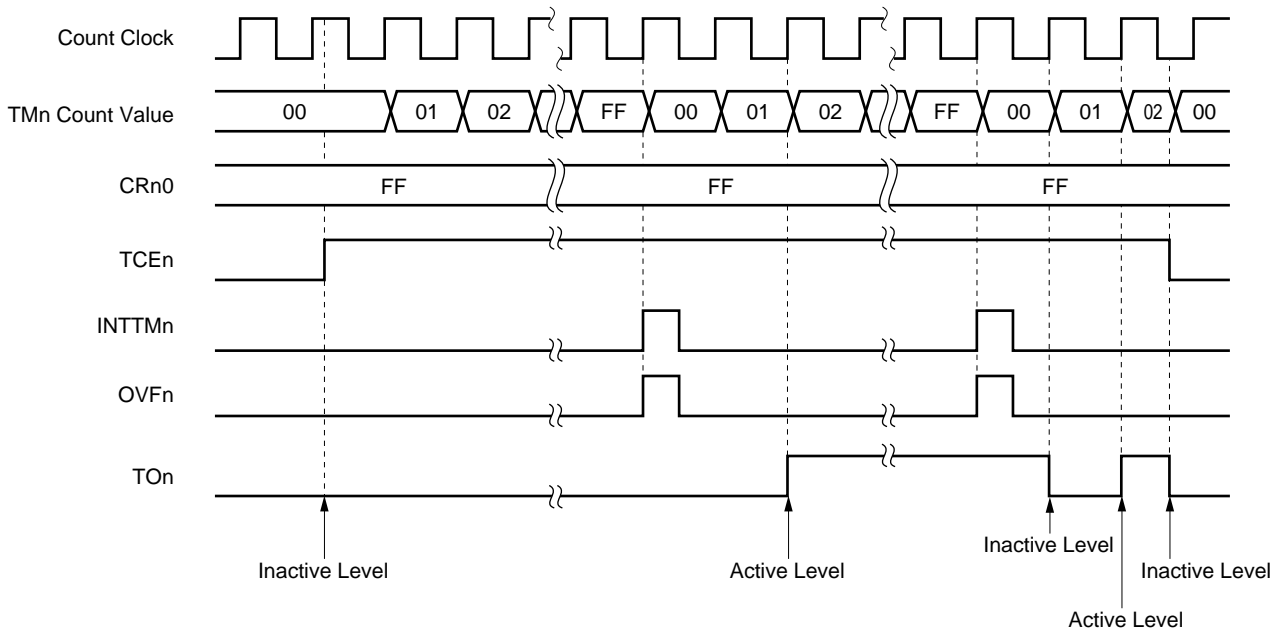 Count Clock
TMn Count Value 00 01 02 FF 00 01 02 FF 00 01 02 00
CRn0 FF FF FF
TCEn
INTTMn
OVFn
TOn
Inactive Level Active Level Inactive Level Inactive Level
Active Level